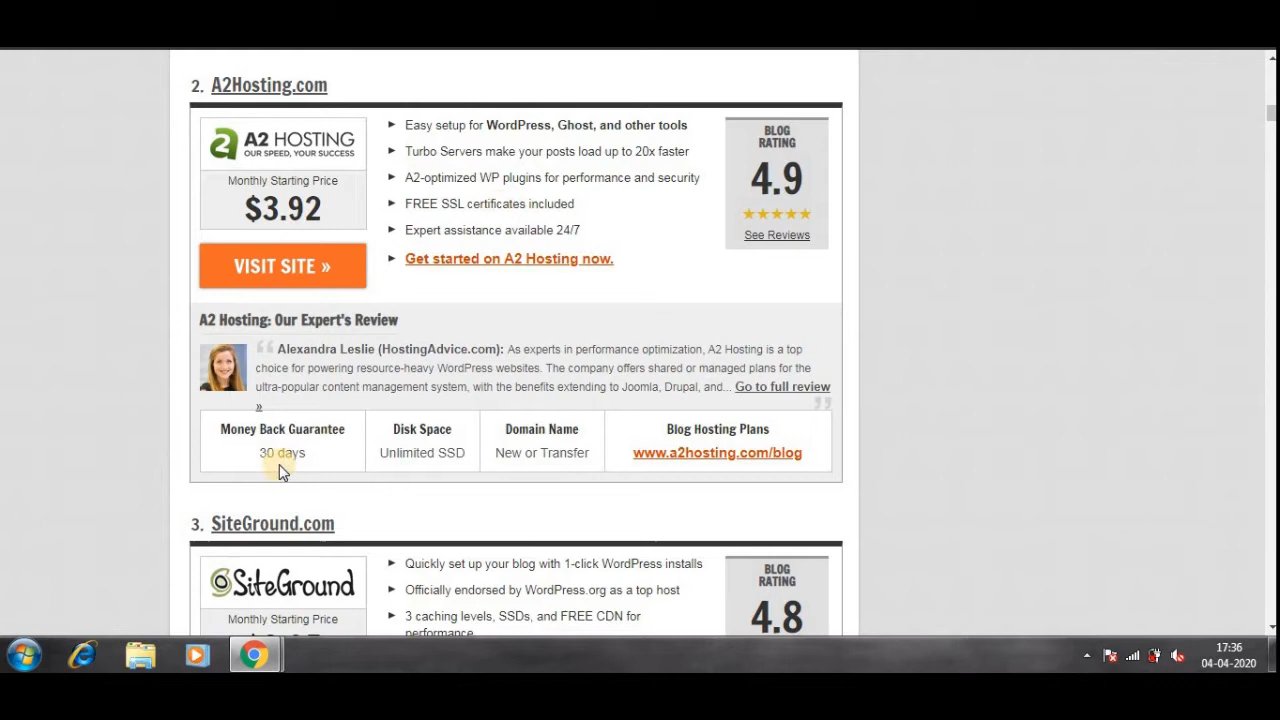 2. A2Hosting.com
A2 HOSTING
OUR SPEED, YOUR SUCCESS
Monthly Starting Price
$3.92
VISIT SITE »
► Easy setup for WordPress, Ghost, and other tools
► Turbo Servers make your posts load up to 20x faster
► A2-optimized WP plugins for performance and security
► FREE SSL certificates included
► Expert assistance available 24/7
► Get started on A2 Hosting now.
BLOG
RATING
4.9
See Reviews
A2 Hosting: Our Expert's Review
“ Alexandra Leslie (HostingAdvice.com): As experts in performance optimization, A2 Hosting is a top
choice for powering resource-heavy WordPress websites. The company offers shared or managed plans for the
ultra-popular content management system, with the benefits extending to Joomla, Drupal, and... Go to full review
» ”
Money Back Guarantee
30 days
Disk Space
Unlimited SSD
Domain Name
New or Transfer
Blog Hosting Plans
www.a2hosting.com/blog
3. SiteGround.com
SiteGround
Monthly Starting Price
► Quickly set up your blog with 1-click WordPress installs
► Officially endorsed by WordPress.org as a top host
► 3 caching levels, SSDs, and FREE CDN for
performance
BLOG
RATING
4.8
17:36
04-04-2020